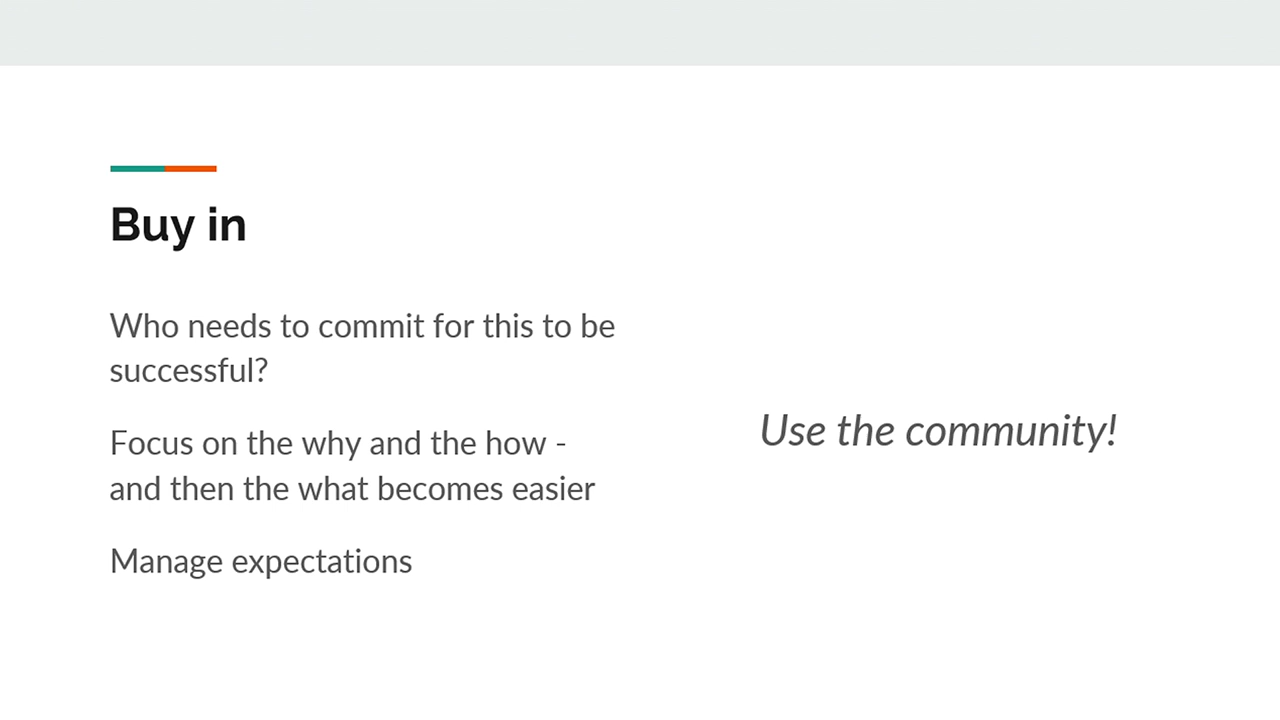 Buy in
Who needs to commit for this to be
successful?
Focus on the why and the how -
and then the what becomes easier
Manage expectations
Use the community!